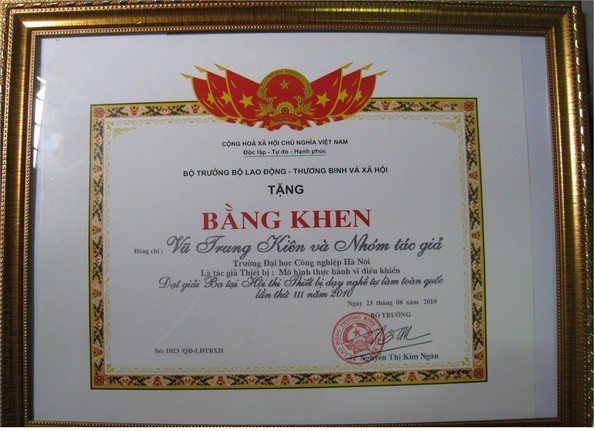 CỘNG HOÀ XÃ HỘI CHỦ NGHĨA VIỆT NAM
Độc lập - Tự do - Hạnh phúc
BỘ TRƯỞNG BỘ LAO ĐỘNG - THƯƠNG BINH VÀ XÃ HỘI
TẶNG
BẰNG KHEN
Đồng chí : Vũ Trung Kiên và Nhóm tác giả
Trường Đại học Công nghiệp Hà Nội
Là tác giả Thiết bị : Mô hình thực hành vi điều khiển
Đạt giải Ba tại Hội thi Thiết bị dạy nghề tự làm toàn quốc
lần thứ III năm 2010
Ngày 23 tháng 08 năm 2010
BỘ TRƯỞNG
Số: 1023 /QĐ-LĐTBXH
Nguyễn Thị Kim Ngân